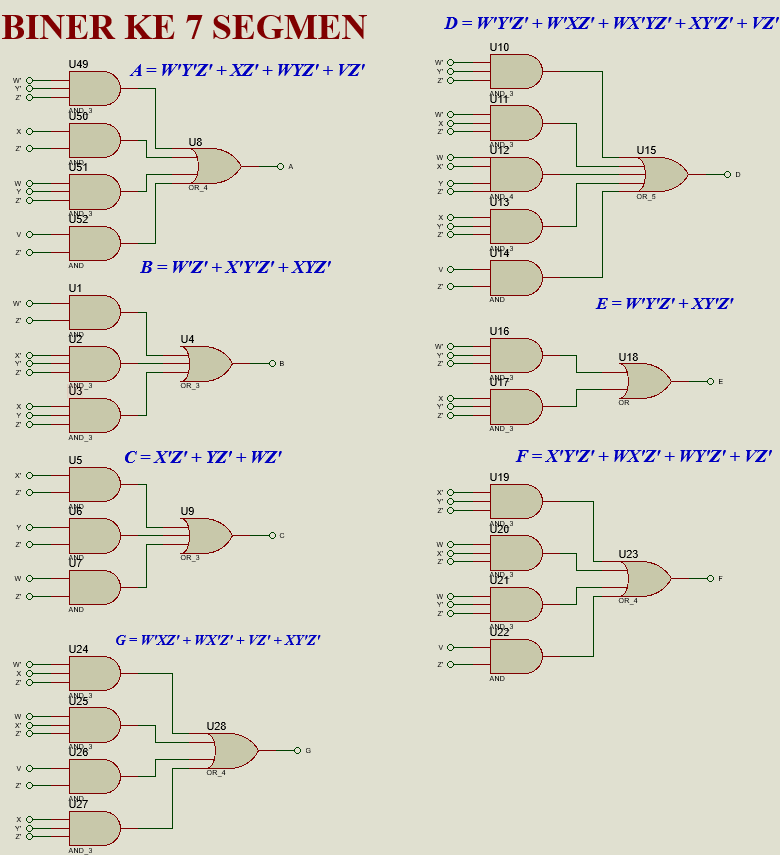 BINER KE 7 SEGMEN
A = W'Y'Z' + XZ' + WYZ' + VZ'
U49
W'
Y'
Z'
AND_3
U50
X
Z'
AND
U51
W
Y
Z'
AND_3
U52
V
Z'
AND
U8
OR_4
A
B = W'Z' + X'Y'Z' + XYZ'
U1
W'
Z'
AND
U2
X'
Y'
Z'
AND_3
U3
X
Y
Z'
AND_3
U4
OR_3
B
C = X'Z' + YZ' + WZ'
U5
X'
Z'
AND
U6
Y
Z'
AND
U7
W
Z'
AND
U9
OR_3
C
G = W'XZ' + WX'Z' + VZ' + XY'Z'
U24
W'
X
Z'
AND_3
U25
W
X'
Z'
AND_3
U26
V
Z'
AND
U27
X
Y'
Z'
AND_3
U28
OR_4
G
D = W'Y'Z' + W'XZ' + WX'YZ' + XY'Z' + VZ'
U10
W'
Y'
Z'
AND_3
U11
W'
X
Z'
AND_3
U12
W
X'
Y
Z'
AND_4
U13
X
Y'
Z'
AND_3
U14
V
Z'
AND
U15
OR_5
D
E = W'Y'Z' + XY'Z'
U16
W'
Y'
Z'
AND_3
U17
X
Y'
Z'
AND_3
U18
OR
E
F = X'Y'Z' + WX'Z' + WY'Z' + VZ'
U19
X'
Y'
Z'
AND_3
U20
W
X'
Z'
AND_3
U21
W
Y'
Z'
AND_3
U22
V
Z'
AND
U23
OR_4
F